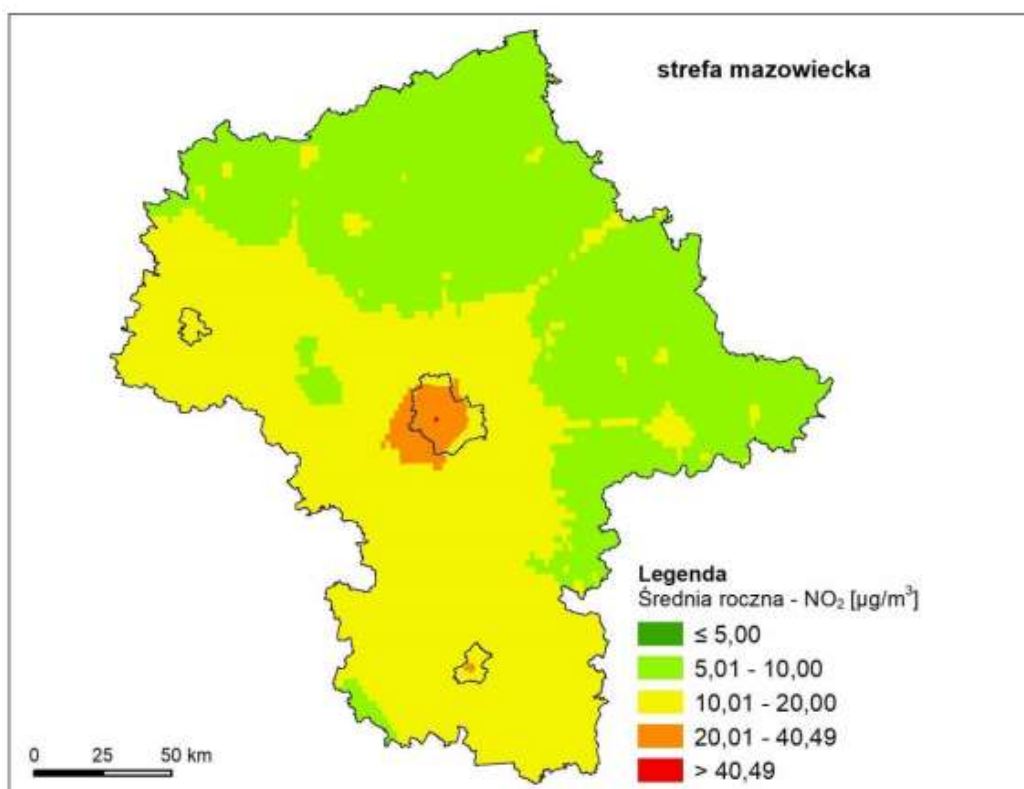 strefa mazowiecka
Legenda
Średnia roczna - NO₂ [µg/m³]
≤ 5,00
5,01 - 10,00
10,01 - 20,00
20,01 - 40,49
> 40,49
0 25 50 km